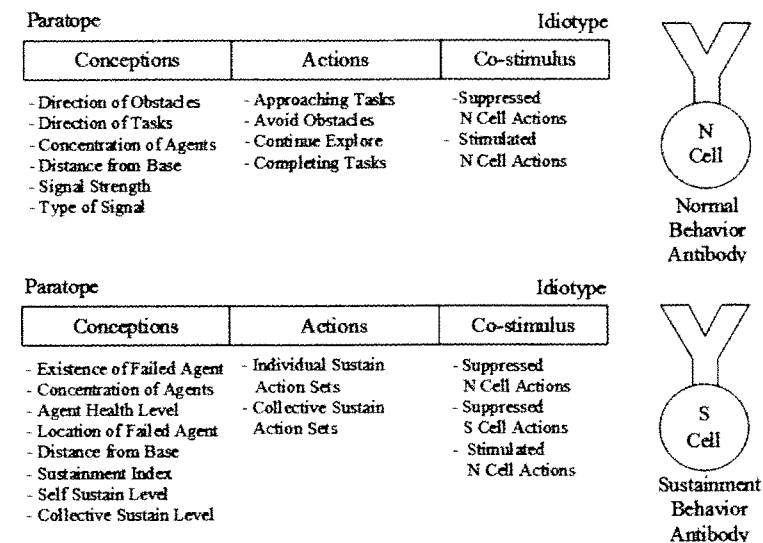 Paratope Idiotype
Conceptions Actions Co-stimulus
- Direction of Obstacles
- Direction of Tasks
- Concentration of Agents
- Distance from Base
- Signal Strength
- Type of Signal
- Approaching Tasks
- Avoid Obstacles
- Continue Explore
- Completing Tasks
-Suppressed
N Cell Actions
- Stimulated
N Cell Actions
N
Cell
Normal
Behavior
Antibody
Paratope Idiotype
Conceptions Actions Co-stimulus
- Existence of Failed Agent
- Concentration of Agents
- Agent Health Level
- Location of Failed Agent
- Distance from Base
- Sustainment Index
- Self Sustain Level
- Collective Sustain Level
- Individual Sustain
Action Sets
- Collective Sustain
Action Sets
- Suppressed
N Cell Actions
- Suppressed
S Cell Actions
- Stimulated
N Cell Actions
S
Cell
Sustainment
Behavior
Antibody